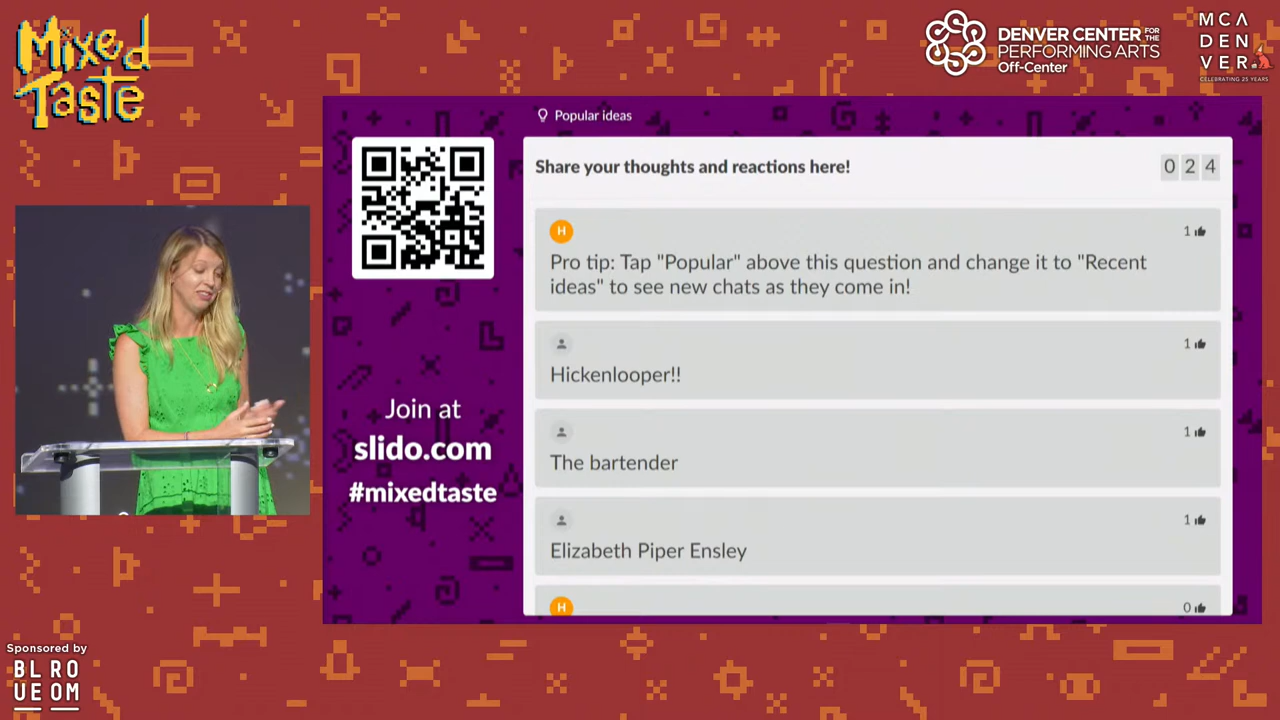 Mixed
Taste
DENVER CENTER FOR THE
PERFORMING ARTS
Off-Center
MCA
DEN
VER
CELEBRATING 25 YEARS
Popular ideas
Share your thoughts and reactions here!
0 2 4
H
1
Pro tip: Tap "Popular" above this question and change it to "Recent
ideas" to see new chats as they come in!
1
Hickenlooper!!
1
The bartender
1
Elizabeth Piper Ensley
H
0
Join at
slido.com
#mixedtaste
Sponsored by
BL RO
UE OM